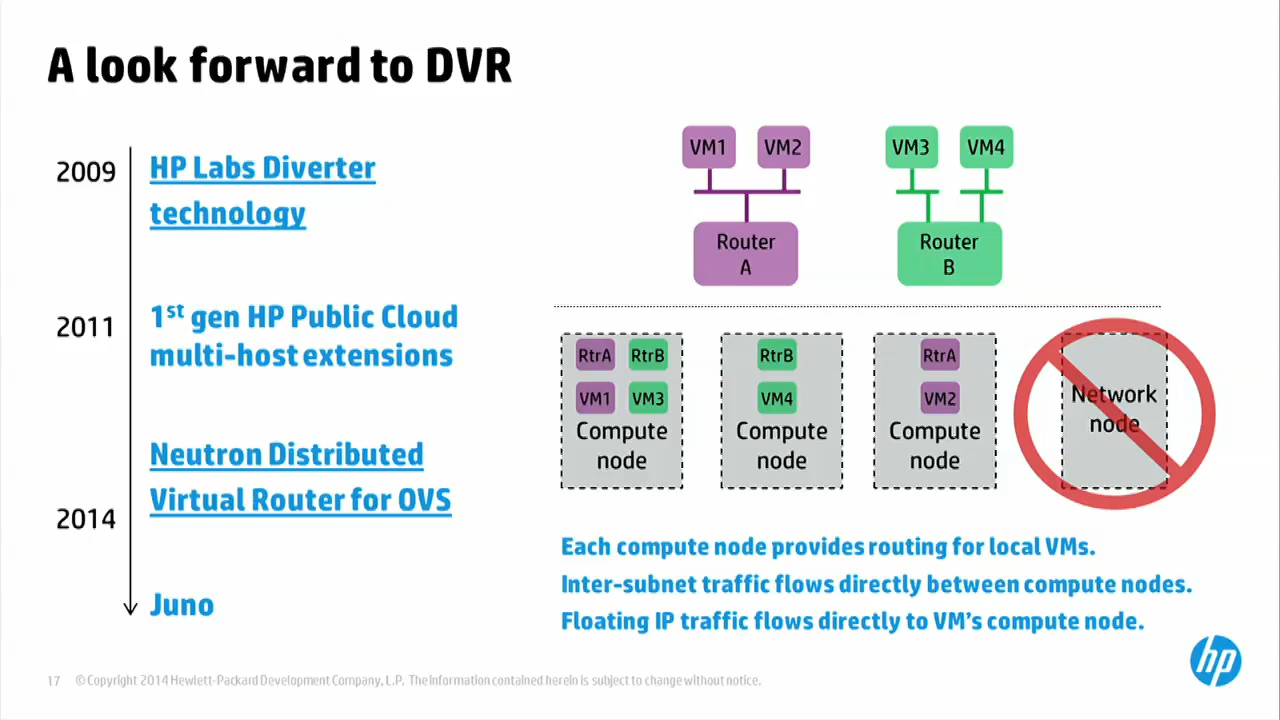 A look forward to DVR
2009
HP Labs Diverter
technology
2011
1st gen HP Public Cloud
multi-host extensions
Neutron Distributed
Virtual Router for OVS
2014
Juno
VM1 VM2 VM3 VM4
Router
A
Router
B
RtrA RtrB
VM1 VM3
Compute
node
RtrB
VM4
Compute
node
RtrA
VM2
Compute
node
Network
node
Each compute node provides routing for local VMs.
Inter-subnet traffic flows directly between compute nodes.
Floating IP traffic flows directly to VM’s compute node.
hp
17 © Copyright 2014 Hewlett-Packard Development Company, L.P. The information contained herein is subject to change without notice.